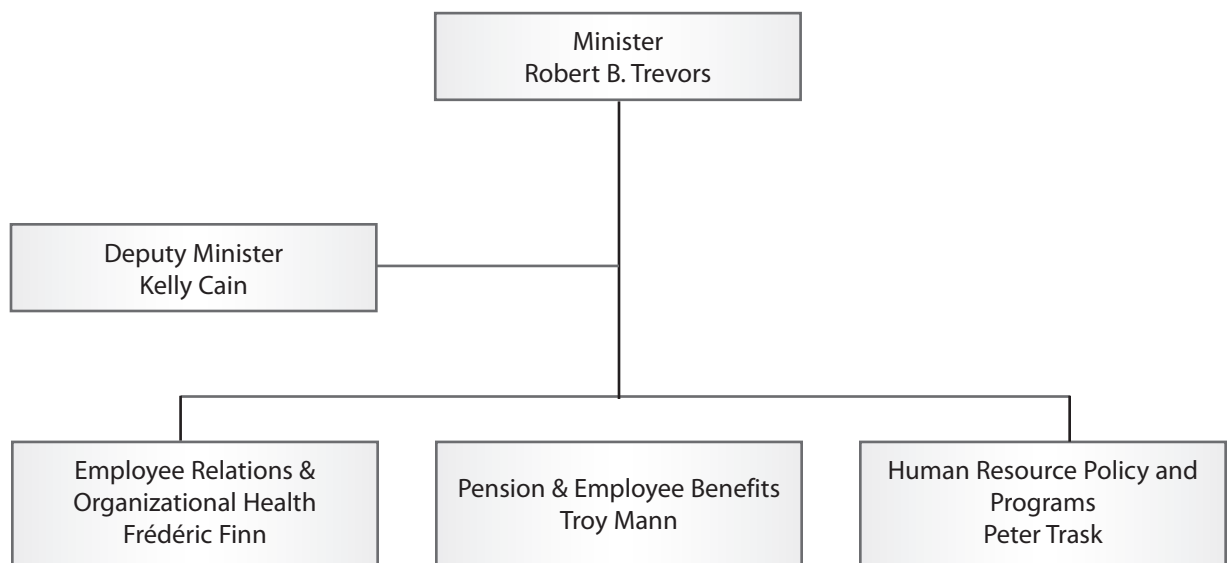 Minister
Robert B. Trevors
Deputy Minister
Kelly Cain
Employee Relations &
Organizational Health
Frédéric Finn
Pension & Employee Benefits
Troy Mann
Human Resource Policy and
Programs
Peter Trask